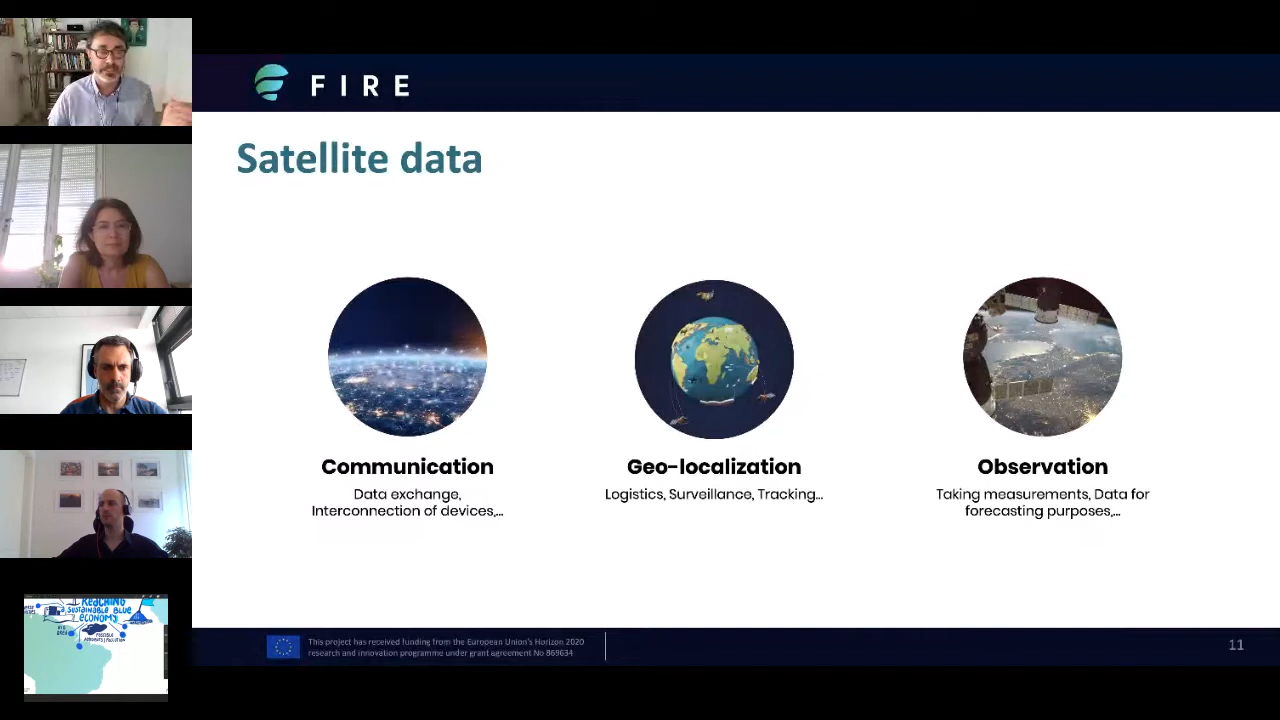 FIRE
Satellite data
Communication
Data exchange,
Interconnection of devices,...
Geo-localization
Logistics, Surveillance, Tracking...
Observation
Taking measurements, Data for
forecasting purposes,...
This project has received funding from the European Union's Horizon 2020
research and innovation programme under grant agreement No 869634
11
REACHING
SUSTAINABLE BLUE
ECONOMY